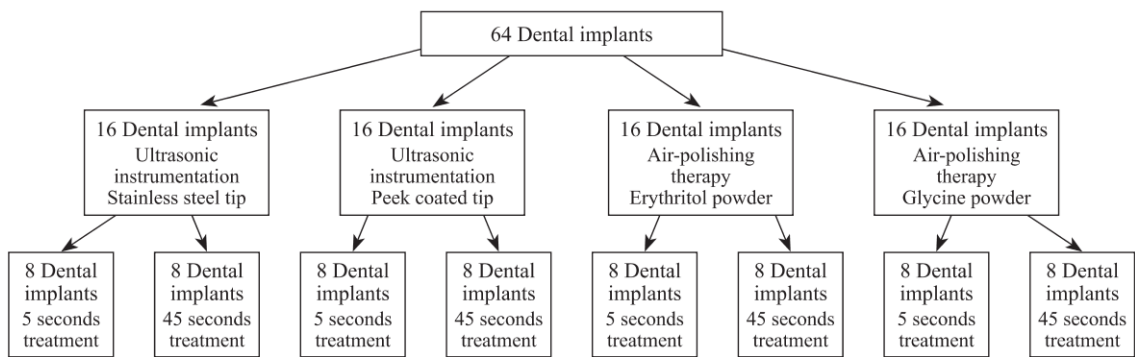 64 Dental implants
16 Dental implants
Ultrasonic
instrumentation
Stainless steel tip
16 Dental implants
Ultrasonic
instrumentation
Peek coated tip
16 Dental implants
Air-polishing
therapy
Erythritol powder
16 Dental implants
Air-polishing
therapy
Glycine powder
8 Dental
implants
5 seconds
treatment
8 Dental
implants
45 seconds
treatment
8 Dental
implants
5 seconds
treatment
8 Dental
implants
45 seconds
treatment
8 Dental
implants
5 seconds
treatment
8 Dental
implants
45 seconds
treatment
8 Dental
implants
5 seconds
treatment
8 Dental
implants
45 seconds
treatment